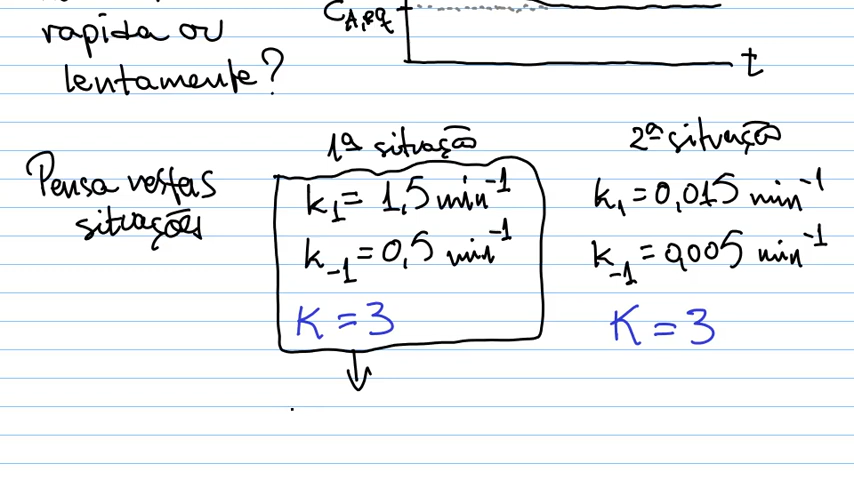 rapida ou
lentamente?
C_A,eq
t
Pensa nestas
situações
1ª situação
k_1 = 1,5 min^-1
k_-1 = 0,5 min^-1
K = 3
2ª situação
k_1 = 0,015 min^-1
k_-1 = 0,005 min^-1
K = 3